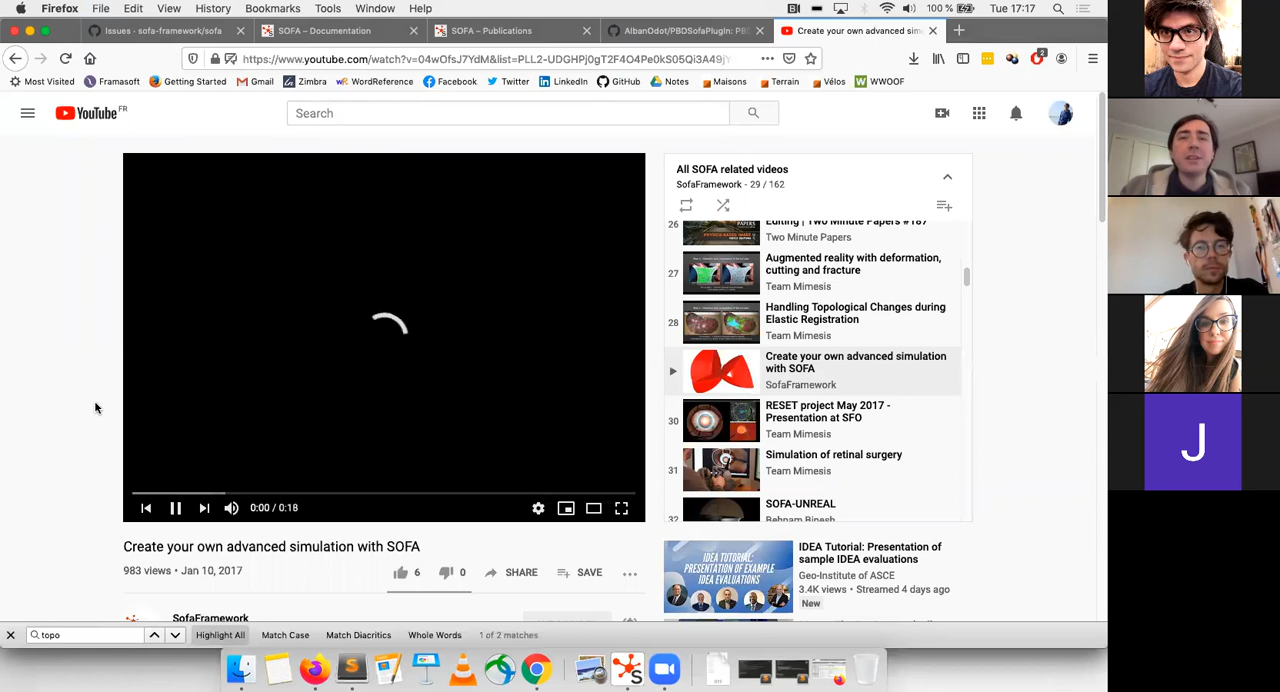 Firefox File Edit View History Bookmarks Tools Window Help 100 % Tue 17:17
Issues - sofa-framework/sofa SOFA – Documentation SOFA – Publications AlbanOdot/PBDSofaPlugIn: PBD Create your own advanced sim
https://www.youtube.com/watch?v=04wOfsJ7YdM&list=PLL2-UDGHPj0gT2F4O4Pe0kS05Qi3A49j
Most Visited Framasoft Getting Started Gmail Zimbra WordReference Facebook Twitter LinkedIn GitHub Notes Maisons Terrain Vélos WWOOF
YouTube FR Search
All SOFA related videos
SofaFramework - 29 / 162
26 Editing | Two Minute Papers #187
Two Minute Papers
27 Augmented reality with deformation,
cutting and fracture
Team Mimesis
28 Handling Topological Changes during
Elastic Registration
Team Mimesis
Create your own advanced simulation
with SOFA
SofaFramework
30 RESET project May 2017 -
Presentation at SFO
Team Mimesis
31 Simulation of retinal surgery
Team Mimesis
32 SOFA-UNREAL
Behnam Binesh
0:00 / 0:18
Create your own advanced simulation with SOFA
983 views • Jan 10, 2017
6 0 SHARE SAVE
SofaFramework
IDEA TUTORIAL:
PRESENTATION OF
EXAMPLE
IDEA EVALUATIONS
IDEA Tutorial: Presentation of
sample IDEA evaluations
Geo-Institute of ASCE
3.4K views • Streamed 4 days ago
New
topo Highlight All Match Case Match Diacritics Whole Words 1 of 2 matches
J